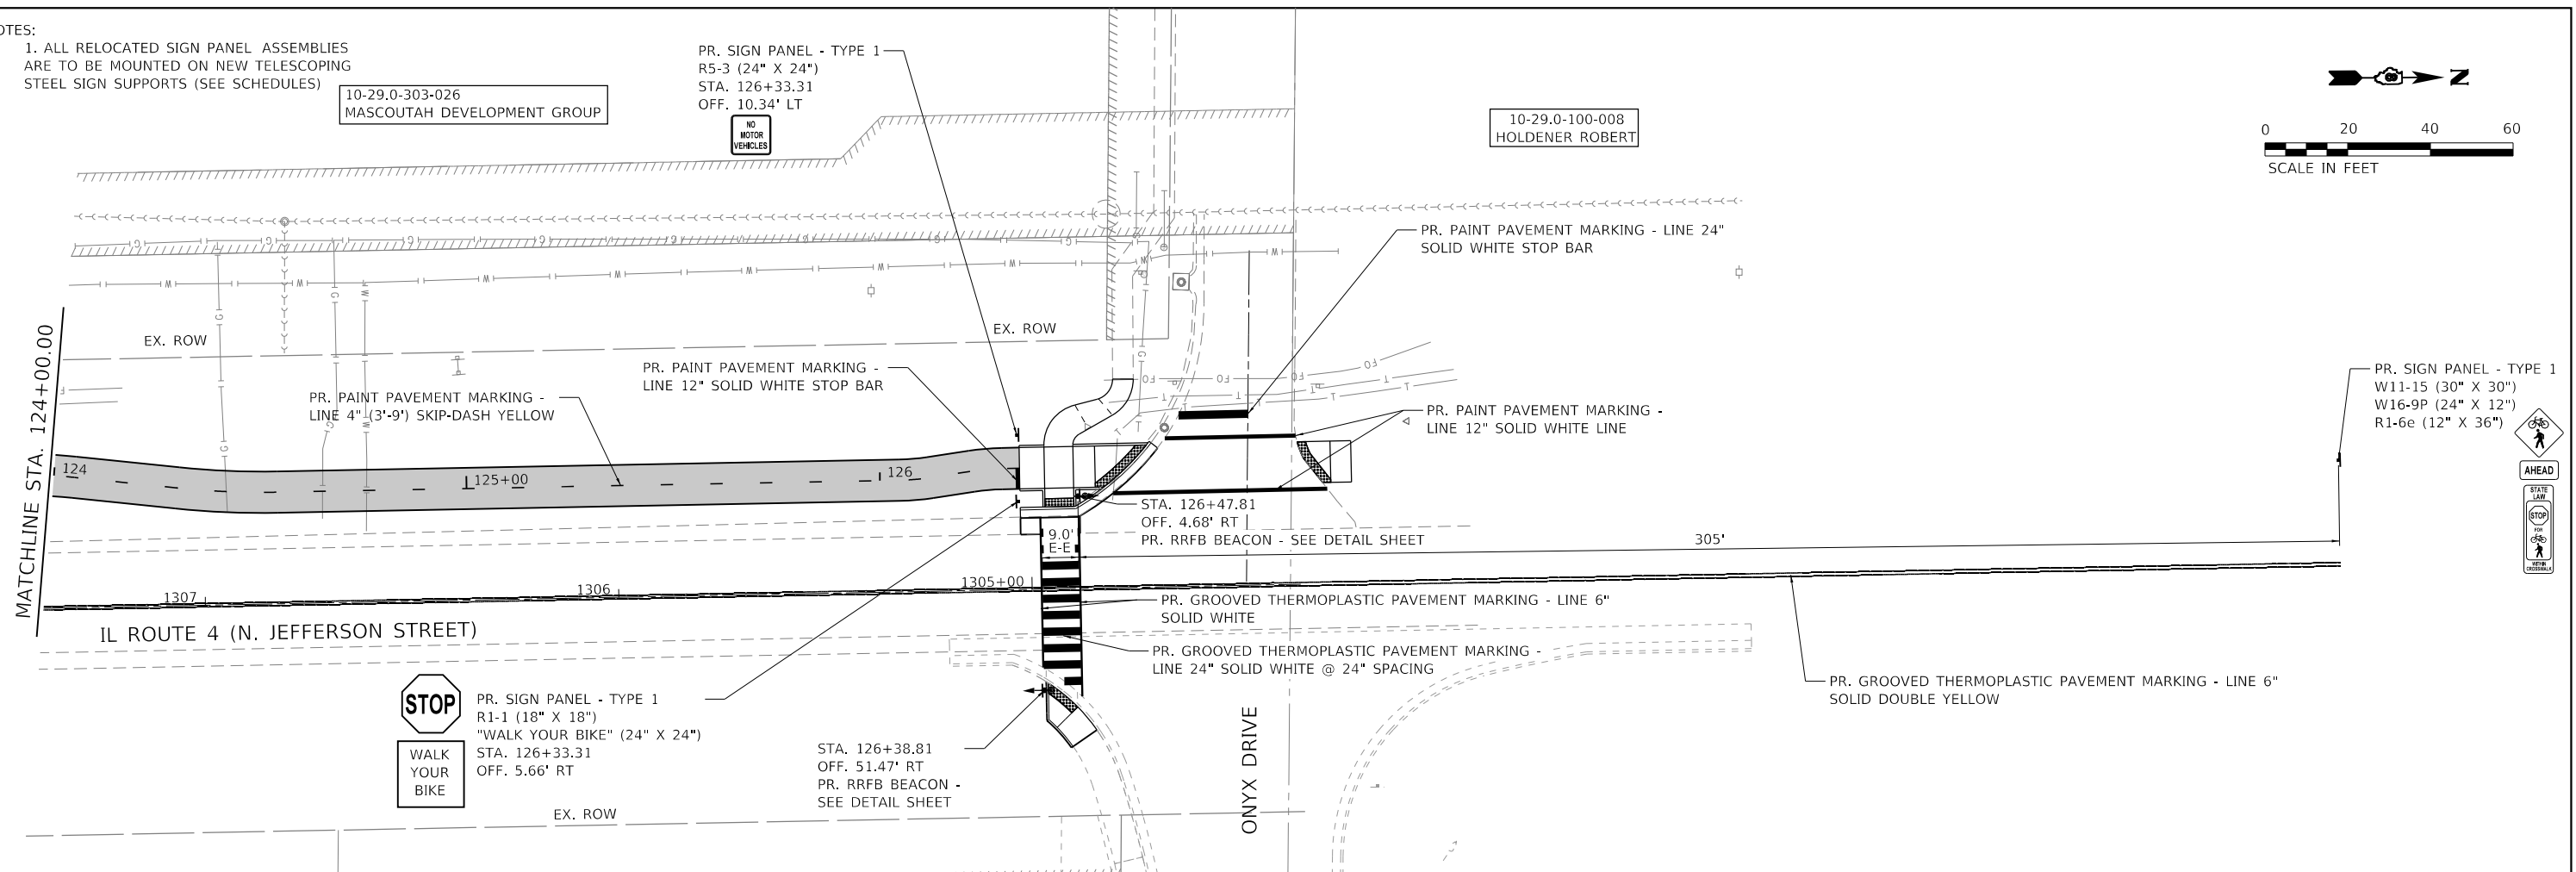 OTES:
1. ALL RELOCATED SIGN PANEL ASSEMBLIES
ARE TO BE MOUNTED ON NEW TELESCOPING
STEEL SIGN SUPPORTS (SEE SCHEDULES)
10-29.0-303-026
MASCOUTAH DEVELOPMENT GROUP
PR. SIGN PANEL - TYPE 1
R5-3 (24" X 24")
STA. 126+33.31
OFF. 10.34' LT
NO
MOTOR
VEHICLES
10-29.0-100-008
HOLDENER ROBERT
N
0 20 40 60
SCALE IN FEET
PR. PAINT PAVEMENT MARKING - LINE 24"
SOLID WHITE STOP BAR
MATCHLINE STA. 124+00.00
EX. ROW
EX. ROW
PR. PAINT PAVEMENT MARKING -
LINE 12" SOLID WHITE STOP BAR
PR. PAINT PAVEMENT MARKING -
LINE 4" (3'-9') SKIP-DASH YELLOW
PR. PAINT PAVEMENT MARKING -
LINE 12" SOLID WHITE LINE
PR. SIGN PANEL - TYPE 1
W11-15 (30" X 30")
W16-9P (24" X 12")
R1-6e (12" X 36")
AHEAD
STATE
LAW
STOP
FOR
WITHIN
CROSSWALK
124
125+00
126
STA. 126+47.81
OFF. 4.68' RT
PR. RRFB BEACON - SEE DETAIL SHEET
9.0'
E-E
305'
1307
1306
1305+00
IL ROUTE 4 (N. JEFFERSON STREET)
PR. GROOVED THERMOPLASTIC PAVEMENT MARKING - LINE 6"
SOLID WHITE
PR. GROOVED THERMOPLASTIC PAVEMENT MARKING -
LINE 24" SOLID WHITE @ 24" SPACING
PR. GROOVED THERMOPLASTIC PAVEMENT MARKING - LINE 6"
SOLID DOUBLE YELLOW
STOP
WALK
YOUR
BIKE
PR. SIGN PANEL - TYPE 1
R1-1 (18" X 18")
"WALK YOUR BIKE" (24" X 24")
STA. 126+33.31
OFF. 5.66' RT
STA. 126+38.81
OFF. 51.47' RT
PR. RRFB BEACON -
SEE DETAIL SHEET
ONYX DRIVE
EX. ROW